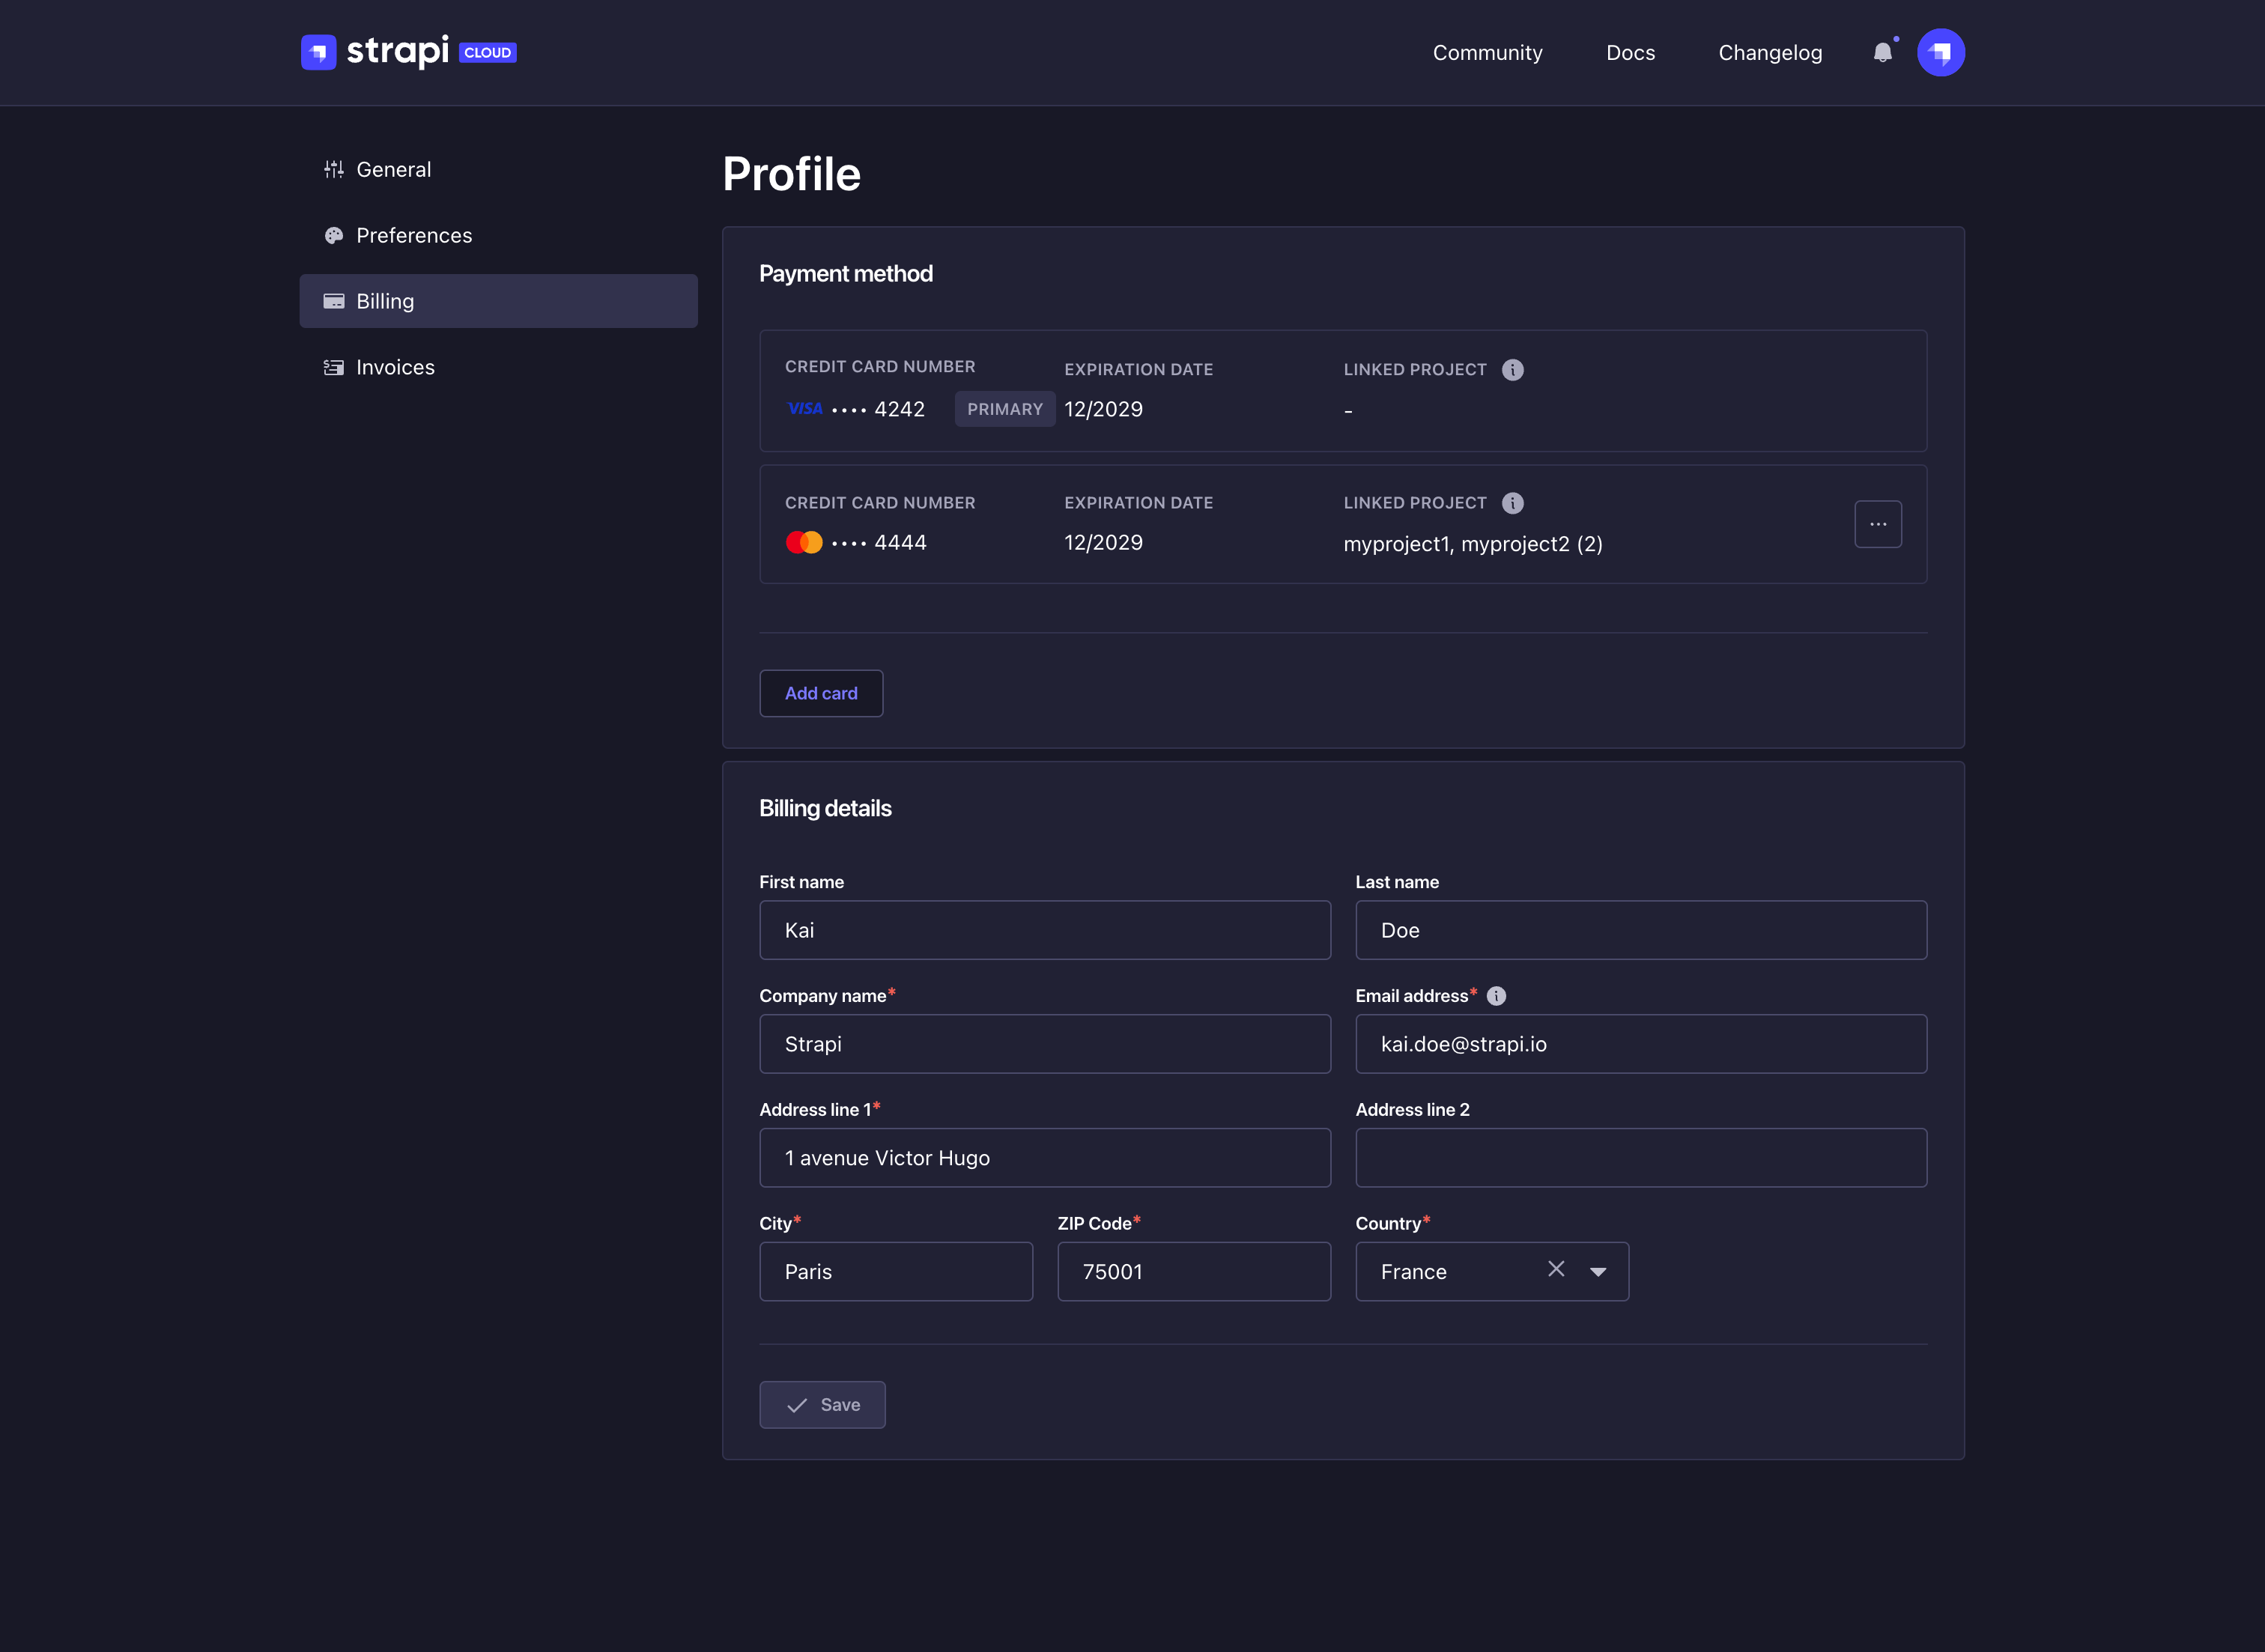 strapi CLOUD
Community Docs Changelog
General
Preferences
Billing
Invoices
Profile
Payment method
CREDIT CARD NUMBER EXPIRATION DATE LINKED PROJECT
VISA •••• 4242 PRIMARY 12/2029 -
CREDIT CARD NUMBER EXPIRATION DATE LINKED PROJECT
•••• 4444 12/2029 myproject1, myproject2 (2)
Add card
Billing details
First name Last name
Kai Doe
Company name* Email address*
Strapi kai.doe@strapi.io
Address line 1* Address line 2
1 avenue Victor Hugo
City* ZIP Code* Country*
Paris 75001 France
Save